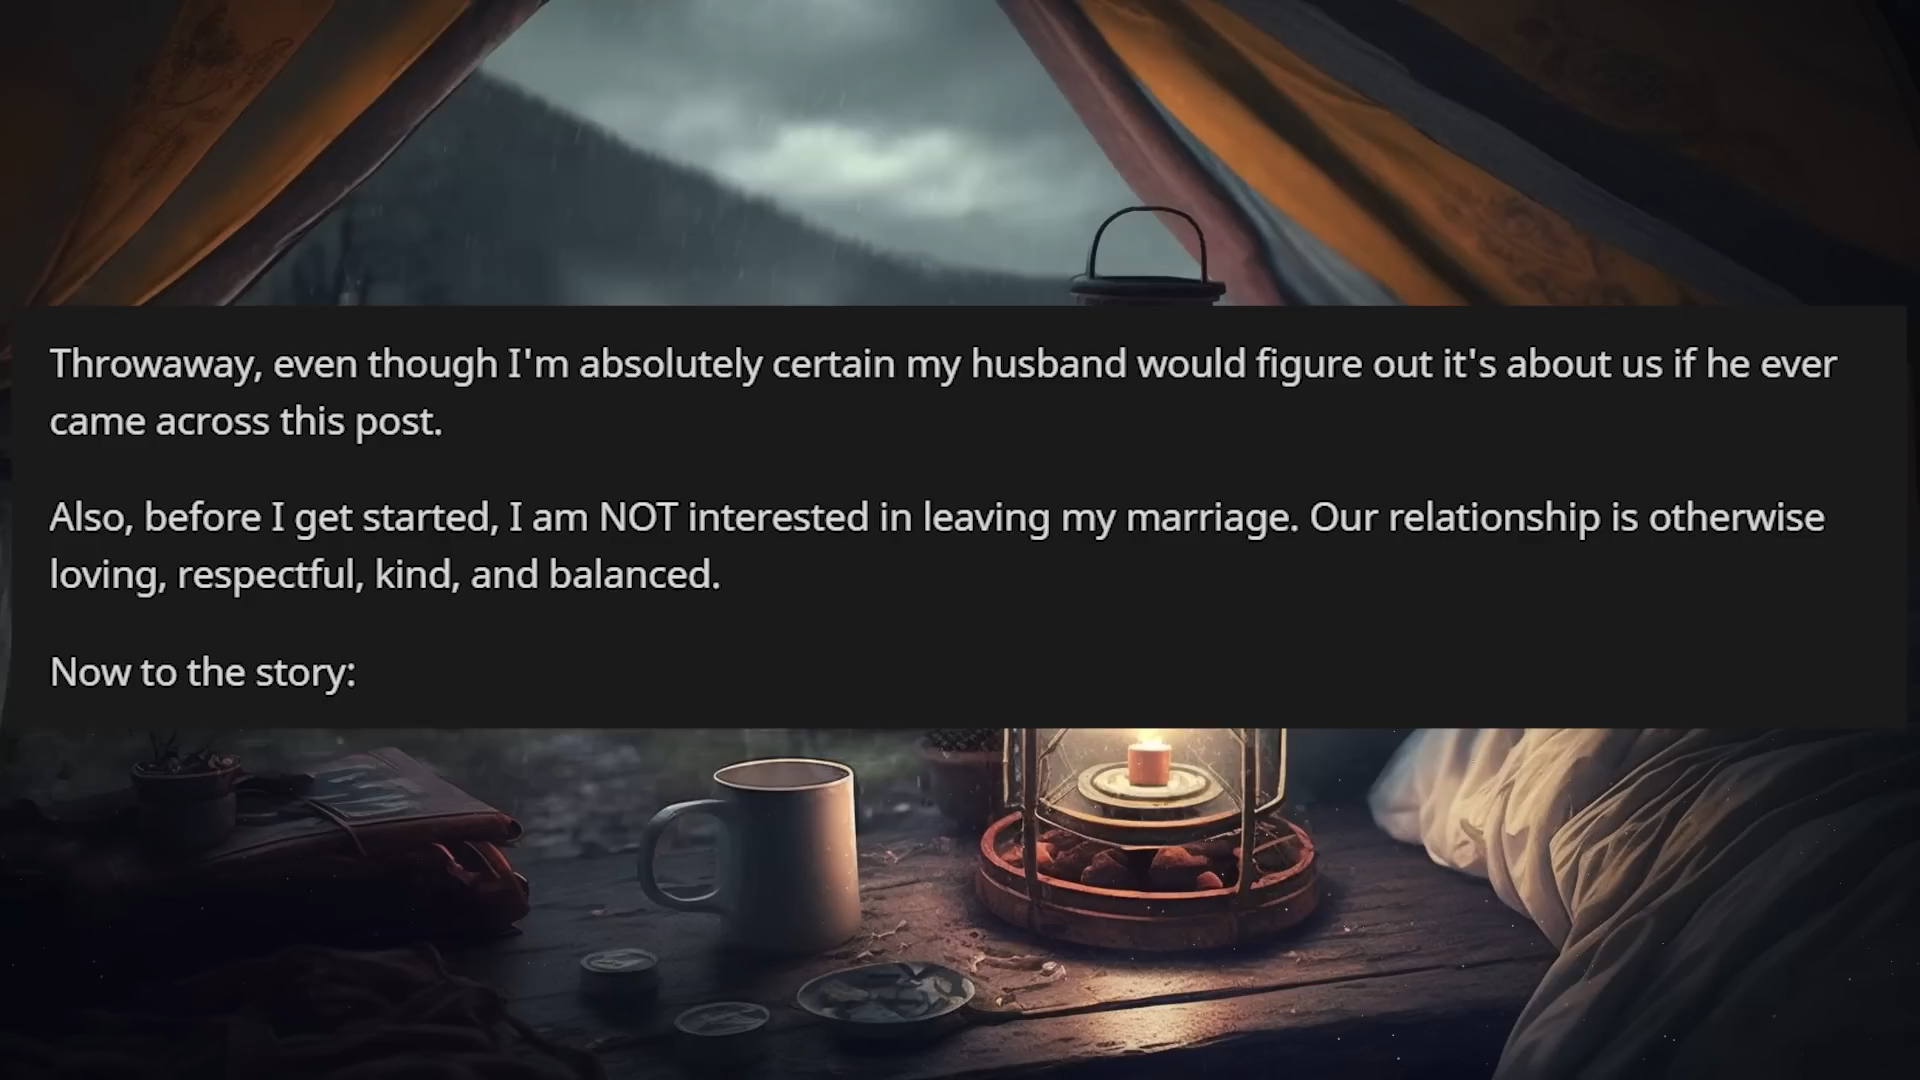 Throwaway, even though I'm absolutely certain my husband would figure out it's about us if he ever
came across this post.
Also, before I get started, I am NOT interested in leaving my marriage. Our relationship is otherwise
loving, respectful, kind, and balanced.
Now to the story: